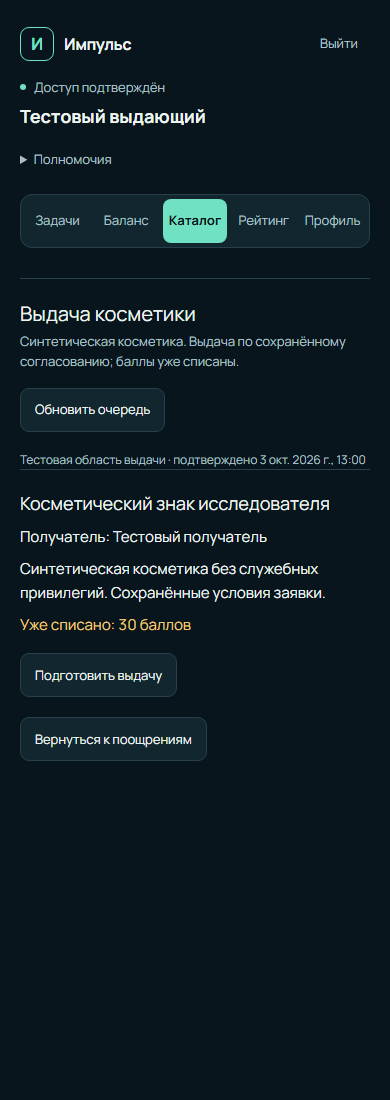 И Импульс Выйти
Доступ подтверждён
Тестовый выдающий
Полномочия
Задачи Баланс Каталог Рейтинг Профиль
Выдача косметики
Синтетическая косметика. Выдача по сохранённому
согласованию; баллы уже списаны.
Обновить очередь
Тестовая область выдачи · подтверждено 3 окт. 2026 г., 13:00
Косметический знак исследователя
Получатель: Тестовый получатель
Синтетическая косметика без служебных
привилегий. Сохранённые условия заявки.
Уже списано: 30 баллов
Подготовить выдачу
Вернуться к поощрениям